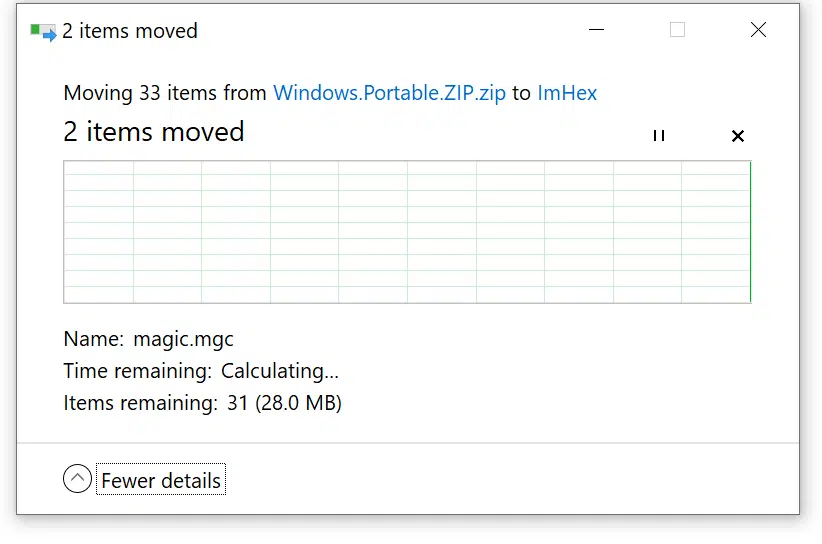 2 items moved
Moving 33 items from Windows.Portable.ZIP.zip to ImHex
2 items moved
Name: magic.mgc
Time remaining: Calculating...
Items remaining: 31 (28.0 MB)
Fewer details